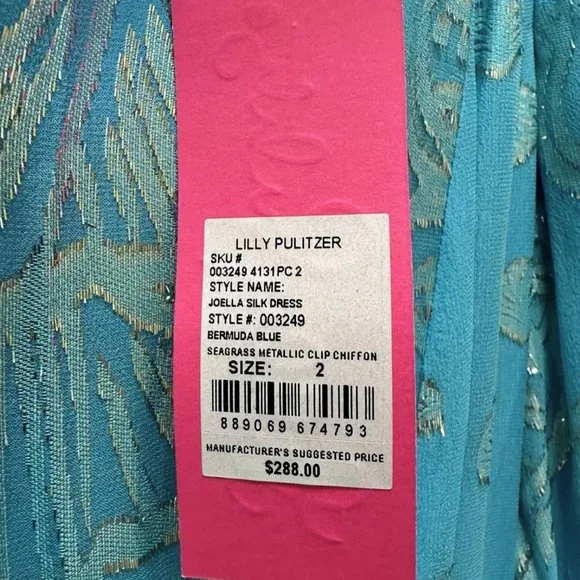 LILLY PULITZER
SKU #
003249 4131PC 2
STYLE NAME:
JOELLA SILK DRESS
STYLE #: 003249
BERMUDA BLUE
SEAGRASS METALLIC CLIP CHIFFON
SIZE: 2
889069 674793
MANUFACTURER'S SUGGESTED PRICE
$288.00